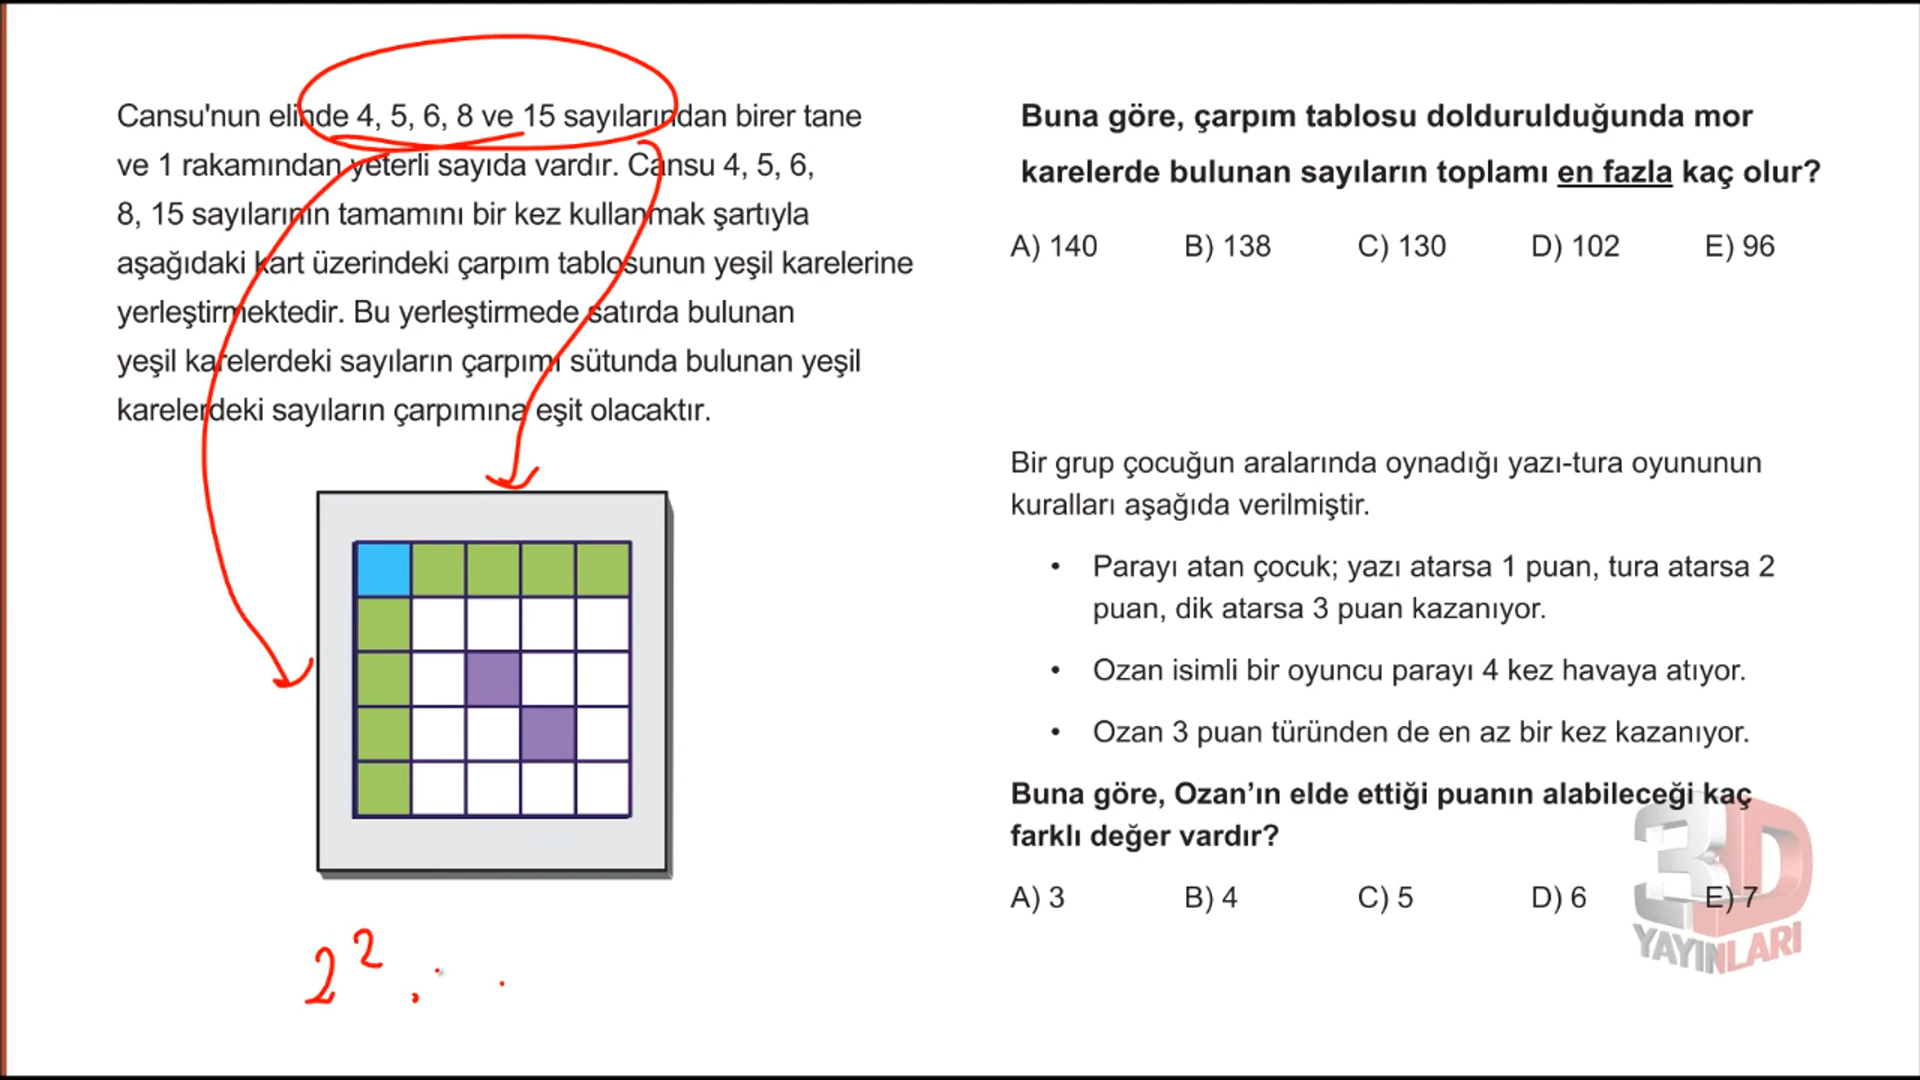 Cansu'nun elinde 4, 5, 6, 8 ve 15 sayılarından birer tane
ve 1 rakamından yeterli sayıda vardır. Cansu 4, 5, 6,
8, 15 sayılarının tamamını bir kez kullanmak şartıyla
aşağıdaki kart üzerindeki çarpım tablosunun yeşil karelerine
yerleştirmektedir. Bu yerleştirmede satırda bulunan
yeşil karelerdeki sayıların çarpımı sütunda bulunan yeşil
karelerdeki sayıların çarpımına eşit olacaktır.
2² . .
Buna göre, çarpım tablosu doldurulduğunda mor
karelerde bulunan sayıların toplamı en fazla kaç olur?
A) 140 B) 138 C) 130 D) 102 E) 96
Bir grup çocuğun aralarında oynadığı yazı-tura oyununun
kuralları aşağıda verilmiştir.
• Parayı atan çocuk; yazı atarsa 1 puan, tura atarsa 2
puan, dik atarsa 3 puan kazanıyor.
• Ozan isimli bir oyuncu parayı 4 kez havaya atıyor.
• Ozan 3 puan türünden de en az bir kez kazanıyor.
Buna göre, Ozan’ın elde ettiği puanın alabileceği kaç
farklı değer vardır?
A) 3 B) 4 C) 5 D) 6 E) 7
3D
YAYINLARI